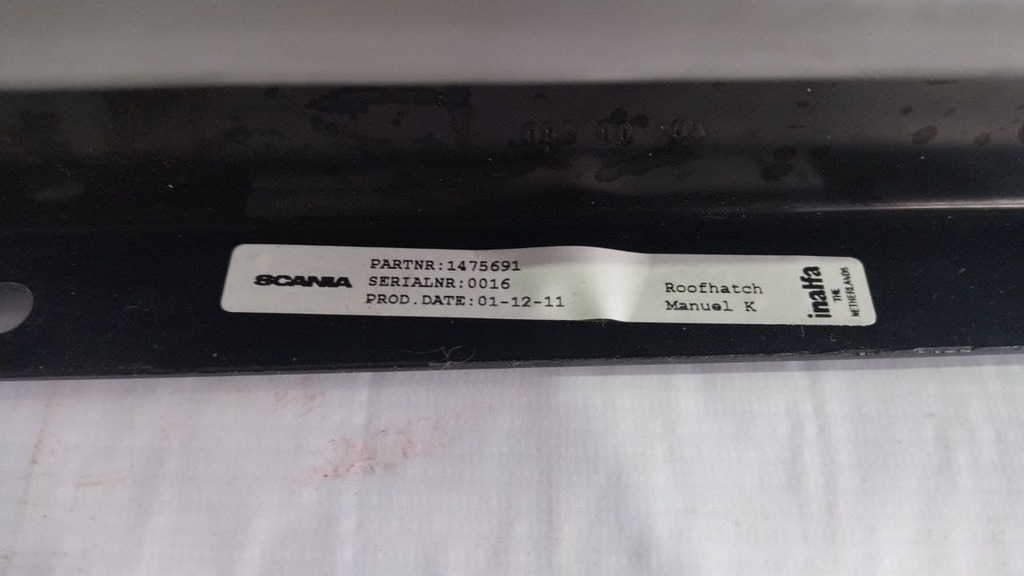 SCANIA
PARTNR:1475691
SERIALNR:0016
PROD.DATE:01-12-11
Roofhatch
Manuel K
inalfa
THE
NETHERLANDS